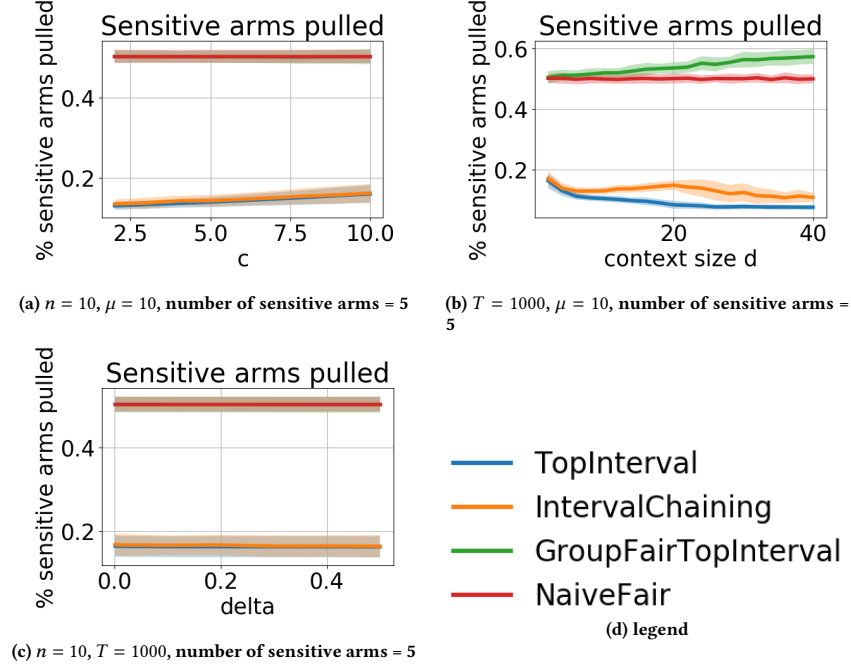 Sensitive arms pulled
% sensitive arms pulled
0.4
0.2
2.5 5.0 7.5 10.0
c
(a) n = 10, μ = 10, number of sensitive arms = 5
Sensitive arms pulled
% sensitive arms pulled
0.6
0.4
0.2
20 40
context size d
(b) T = 1000, μ = 10, number of sensitive arms =
5
Sensitive arms pulled
% sensitive arms pulled
0.4
0.2
0.0 0.2 0.4
delta
(c) n = 10, T = 1000, number of sensitive arms = 5
TopInterval
IntervalChaining
GroupFairTopInterval
NaiveFair
(d) legend